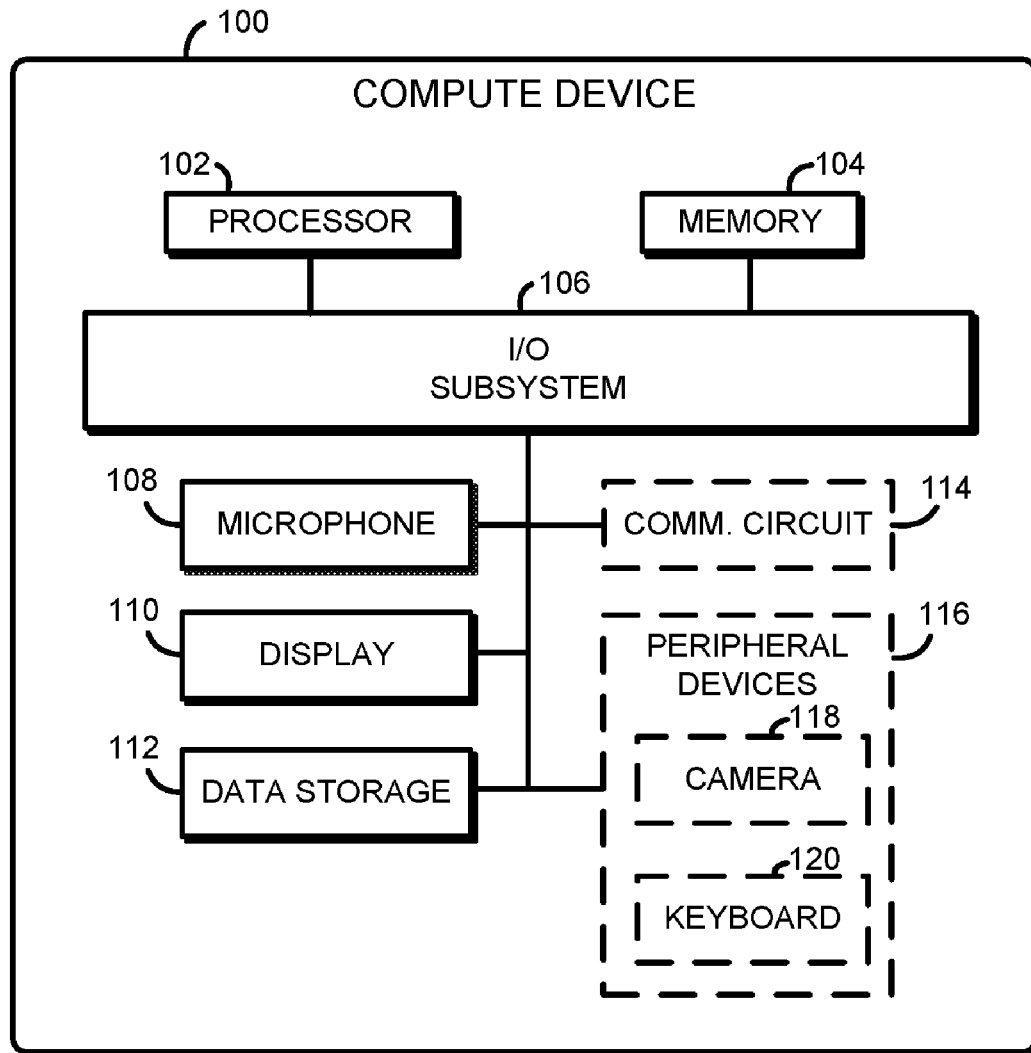 100
COMPUTE DEVICE
102
PROCESSOR
104
MEMORY
106
I/O
SUBSYSTEM
108
MICROPHONE
COMM. CIRCUIT
114
110
DISPLAY
116
PERIPHERAL
DEVICES
118
CAMERA
112
DATA STORAGE
120
KEYBOARD